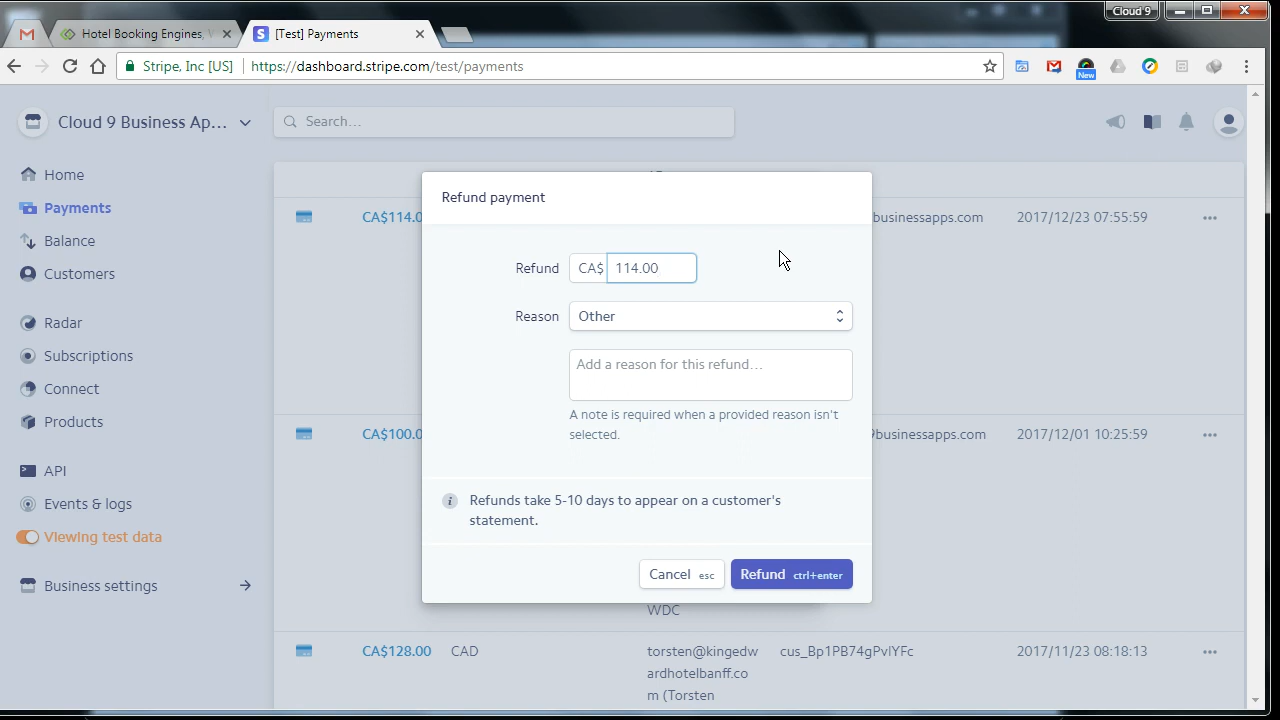 Cloud 9
Hotel Booking Engines,
[Test] Payments
Stripe, Inc [US]
https://dashboard.stripe.com/test/payments
New
Cloud 9 Business Ap...
Search...
Home
Payments
Balance
Customers
Radar
Subscriptions
Connect
Products
API
Events & logs
Viewing test data
Business settings
CA$114.0
businessapps.com
2017/12/23 07:55:59
Refund payment
Refund CA$ 114.00
Reason Other
Add a reason for this refund...
A note is required when a provided reason isn't
selected.
CA$100.0
9businessapps.com
2017/12/01 10:25:59
i Refunds take 5-10 days to appear on a customer's
statement.
Cancel esc
Refund ctrl+enter
WDC
CA$128.00 CAD
torsten@kingedw
ardhotelbanff.co
m (Torsten
cus_Bp1PB74gPvlYFc
2017/11/23 08:18:13